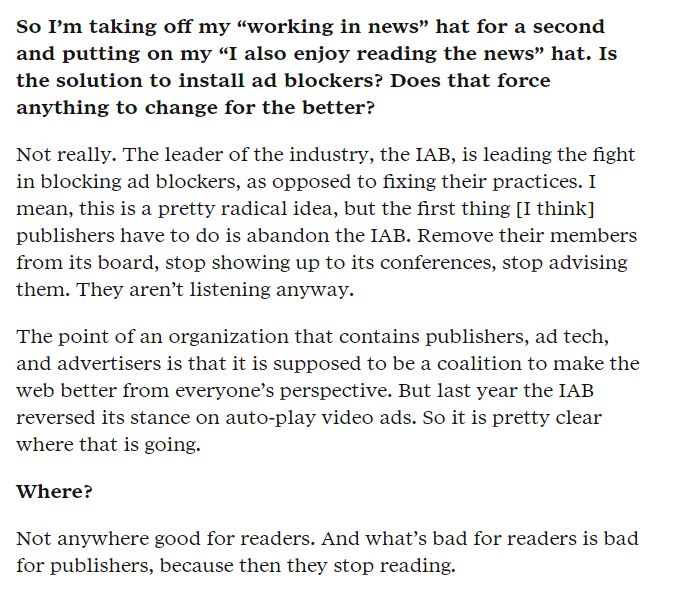 So I’m taking off my “working in news” hat for a second
and putting on my “I also enjoy reading the news” hat. Is
the solution to install ad blockers? Does that force
anything to change for the better?
Not really. The leader of the industry, the IAB, is leading the fight
in blocking ad blockers, as opposed to fixing their practices. I
mean, this is a pretty radical idea, but the first thing [I think]
publishers have to do is abandon the IAB. Remove their members
from its board, stop showing up to its conferences, stop advising
them. They aren’t listening anyway.
The point of an organization that contains publishers, ad tech,
and advertisers is that it is supposed to be a coalition to make the
web better from everyone’s perspective. But last year the IAB
reversed its stance on auto-play video ads. So it is pretty clear
where that is going.
Where?
Not anywhere good for readers. And what’s bad for readers is bad
for publishers, because then they stop reading.